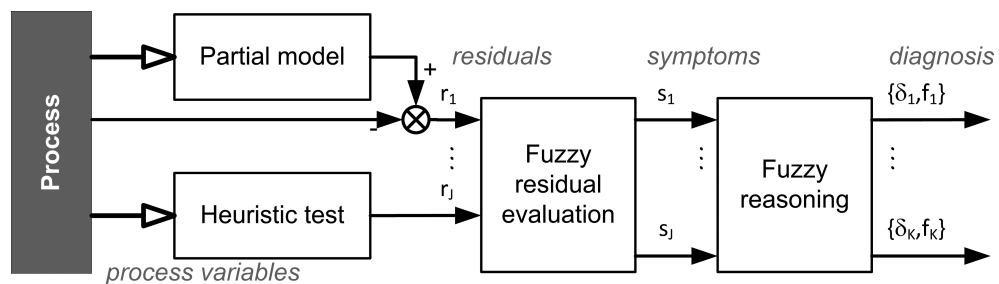 Process
Partial model
Heuristic test
process variables
+
-
residuals
r1
⋮
rJ
Fuzzy
residual
evaluation
symptoms
s1
⋮
sJ
Fuzzy
reasoning
diagnosis
{δ1,f1}
⋮
{δK,fK}